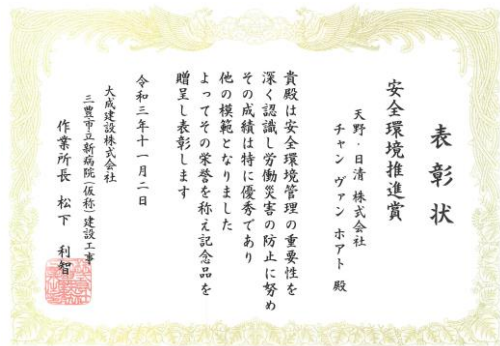 表彰状
安全環境推進賞
天野・日清 株式会社
チャン ヴァン ホアト 殿
貴殿は安全環境管理の重要性を
深く認識し労働災害の防止に努め
その成績は特に優秀であり
他の模範となりました
よってその栄誉を称え記念品を
贈呈し表彰します
令和三年十一月二日
大成建設株式会社
三豊市立新病院(仮称)建設工事
作業所長 松下 利智